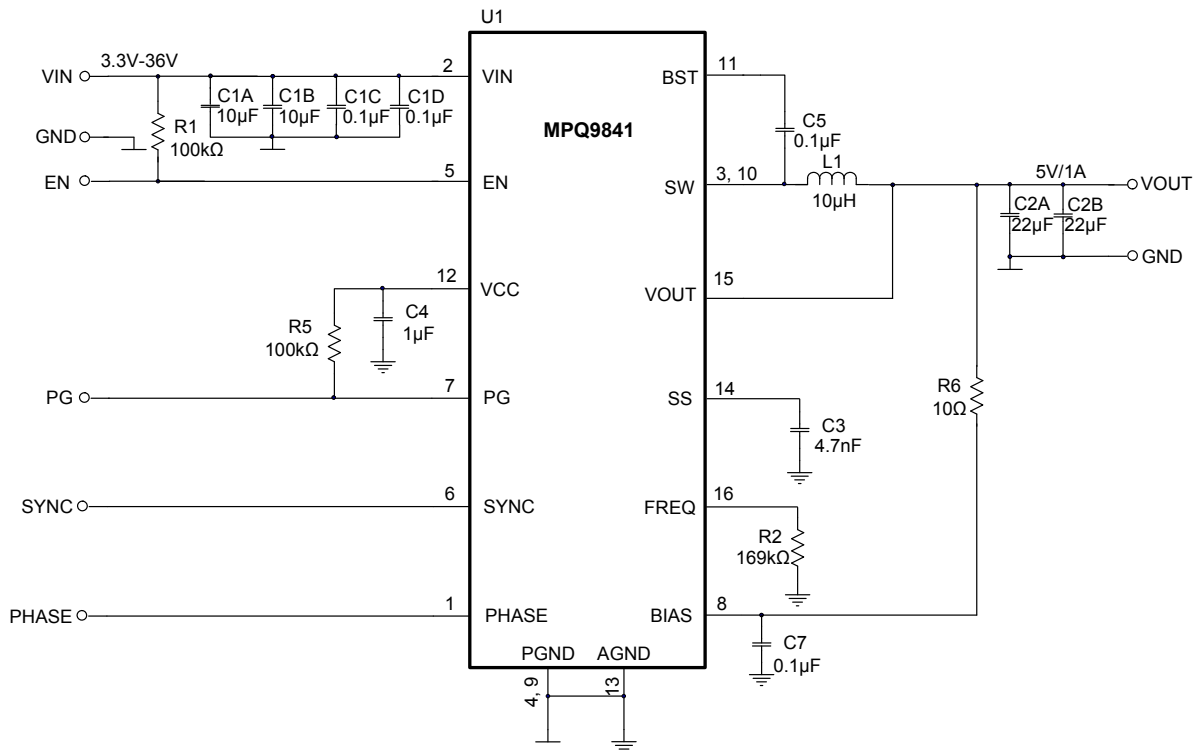 U1
MPQ9841
VIN
3.3V-36V
GND
EN
R1
100kΩ
C1A
10µF
C1B
10µF
C1C
0.1µF
C1D
0.1µF
2
VIN
5
EN
12
VCC
R5
100kΩ
C4
1µF
PG
7
PG
SYNC
6
SYNC
PHASE
1
PHASE
PGND
4, 9
AGND
13
BST
11
C5
0.1µF
SW
3, 10
L1
10µH
5V/1A
C2A
22µF
C2B
22µF
VOUT
GND
VOUT
15
SS
14
C3
4.7nF
R6
10Ω
FREQ
16
R2
169kΩ
BIAS
8
C7
0.1µF